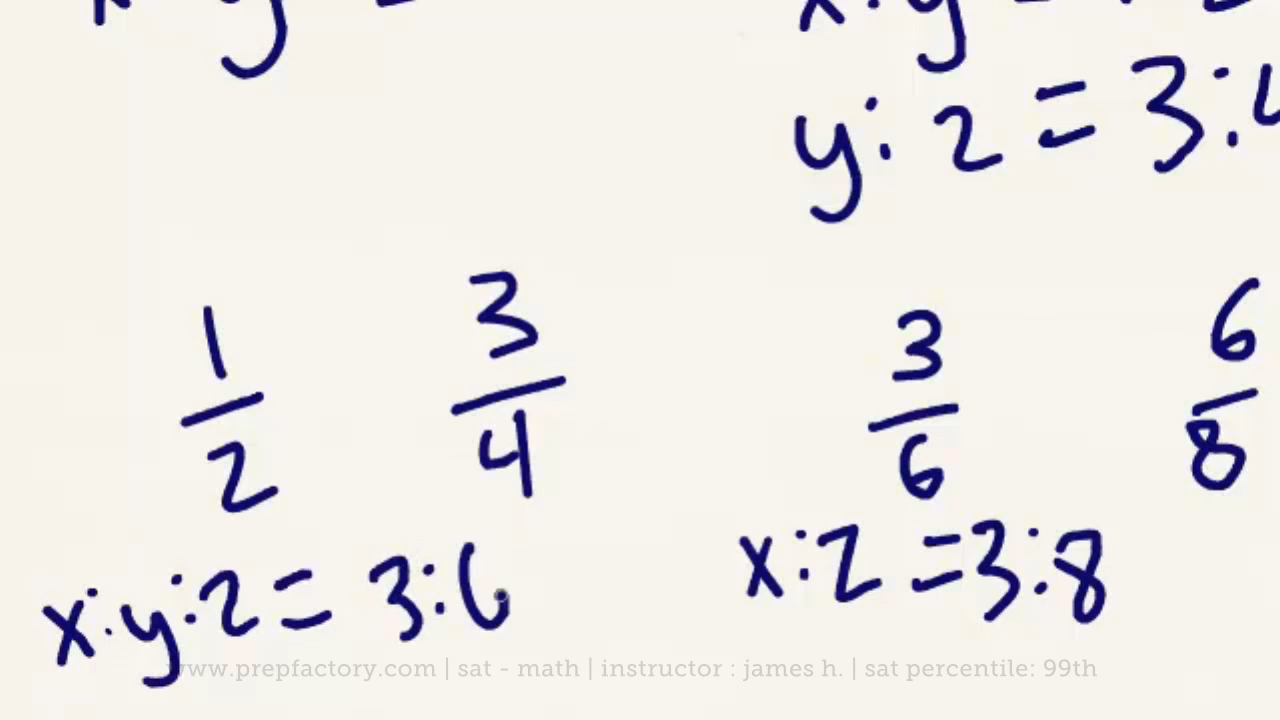 y:2 = 3:
1/2 3/4 3/6 6/8
x:2 = 3:8
x:y:2 = 3:6
www.prepfactory.com | sat - math | instructor : james h. | sat percentile: 99th